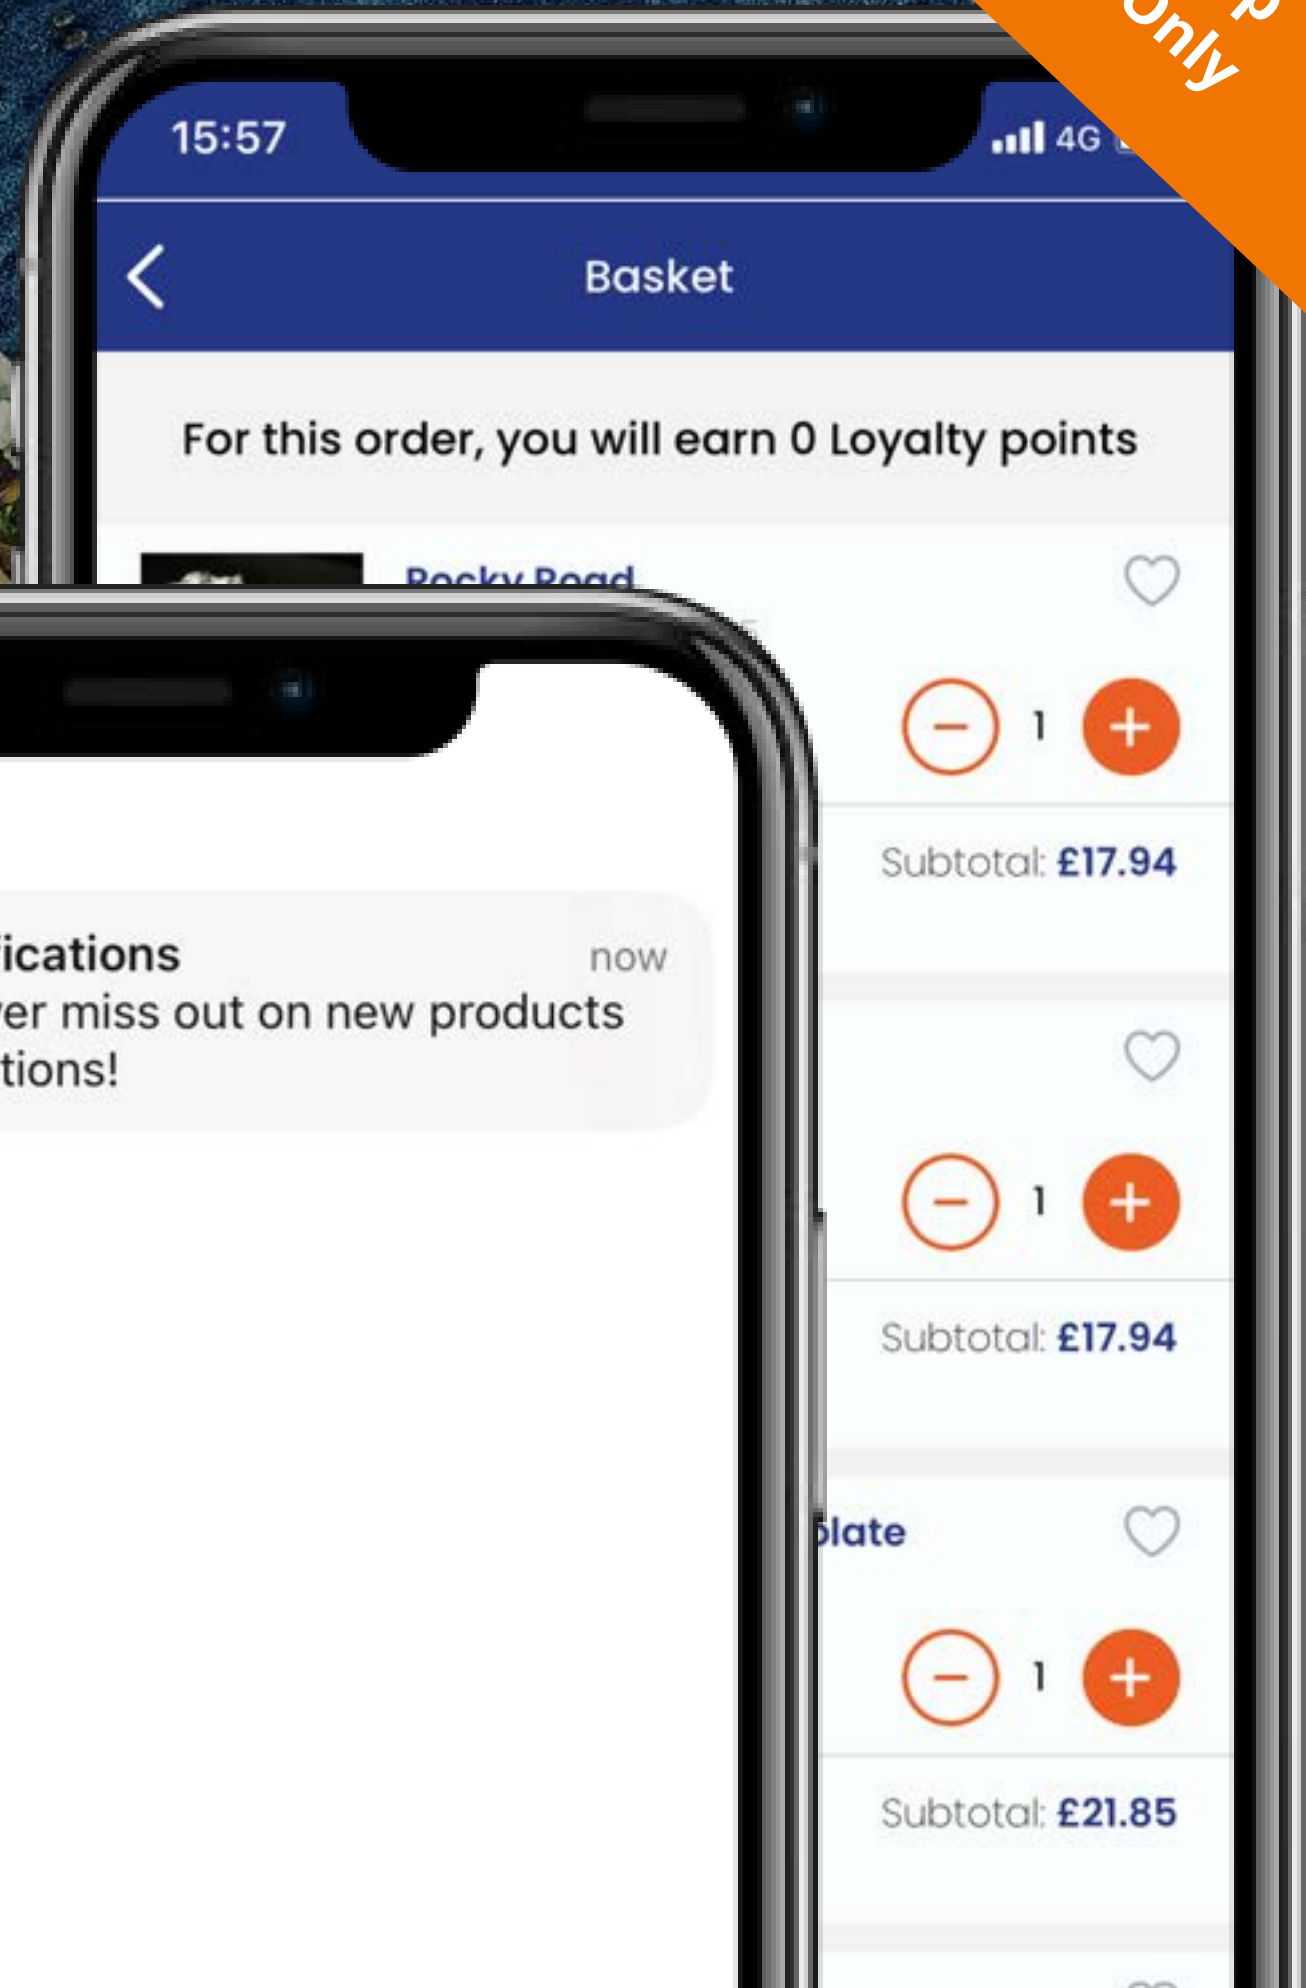 Only
15:57
4G
Basket
For this order, you will earn 0 Loyalty points
Rocky Road
1
Subtotal: £17.94
ications
now
er miss out on new products
tions!
1
Subtotal: £17.94
olate
1
Subtotal: £21.85